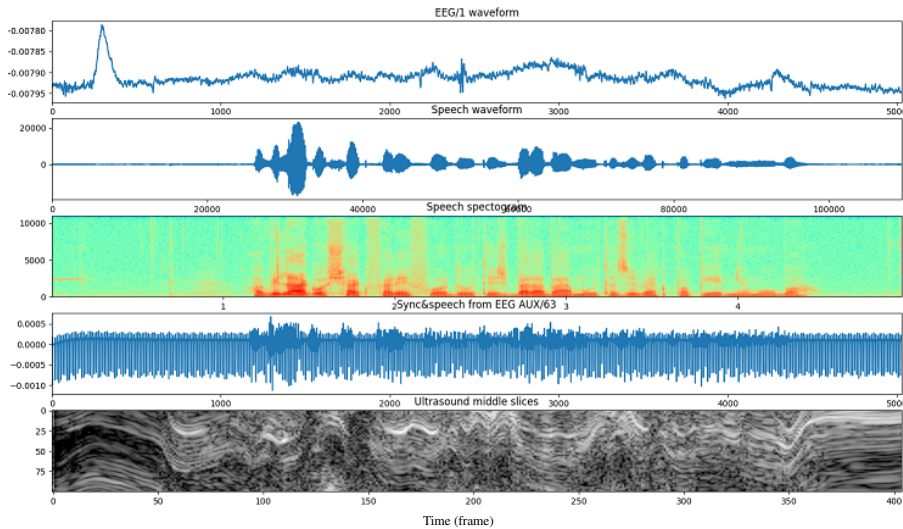 EEG/1 waveform
-0.00780
-0.00785
-0.00790
-0.00795
0 1000 2000 3000 4000 5000
Speech waveform
20000
0
0 20000 40000 80000 100000
Speech spectogram
10000
5000
0
1 2 3 4
Sync&speech from EEG AUX/63
0.0005
0.0000
-0.0005
-0.0010
0 1000 2000 3000 4000 5000
Ultrasound middle slices
0
25
50
75
0 50 100 150 200 250 300 350 400
Time (frame)